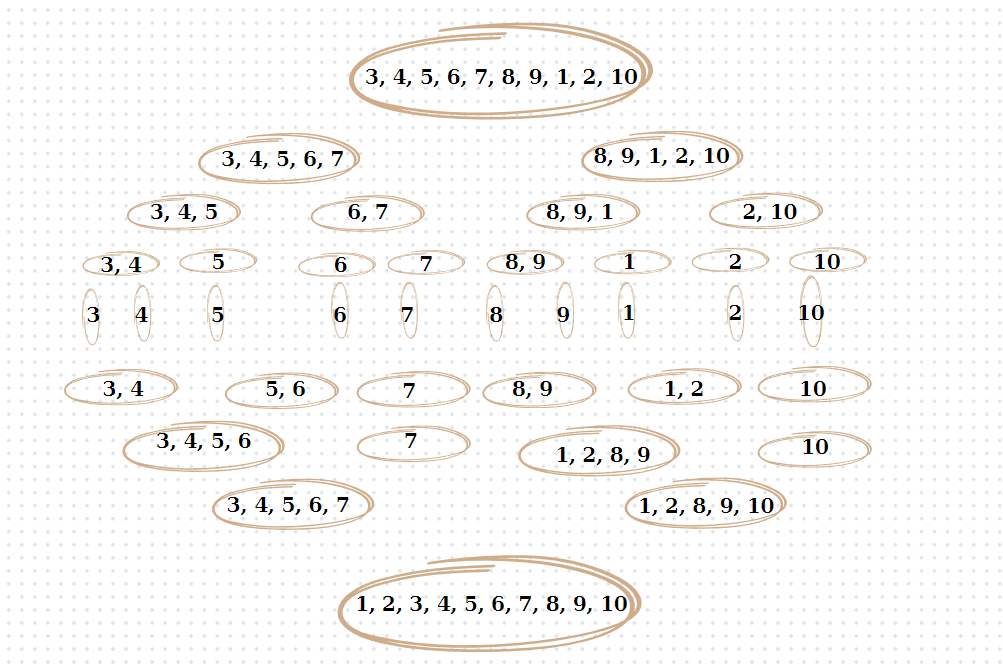 3, 4, 5, 6, 7, 8, 9, 1, 2, 10
3, 4, 5, 6, 7
8, 9, 1, 2, 10
3, 4, 5
6, 7
8, 9, 1
2, 10
3, 4
5
6
7
8, 9
1
2
10
3
4
5
6
7
8
9
1
2
10
3, 4
5, 6
7
8, 9
1, 2
10
3, 4, 5, 6
7
1, 2, 8, 9
10
3, 4, 5, 6, 7
1, 2, 8, 9, 10
1, 2, 3, 4, 5, 6, 7, 8, 9, 10